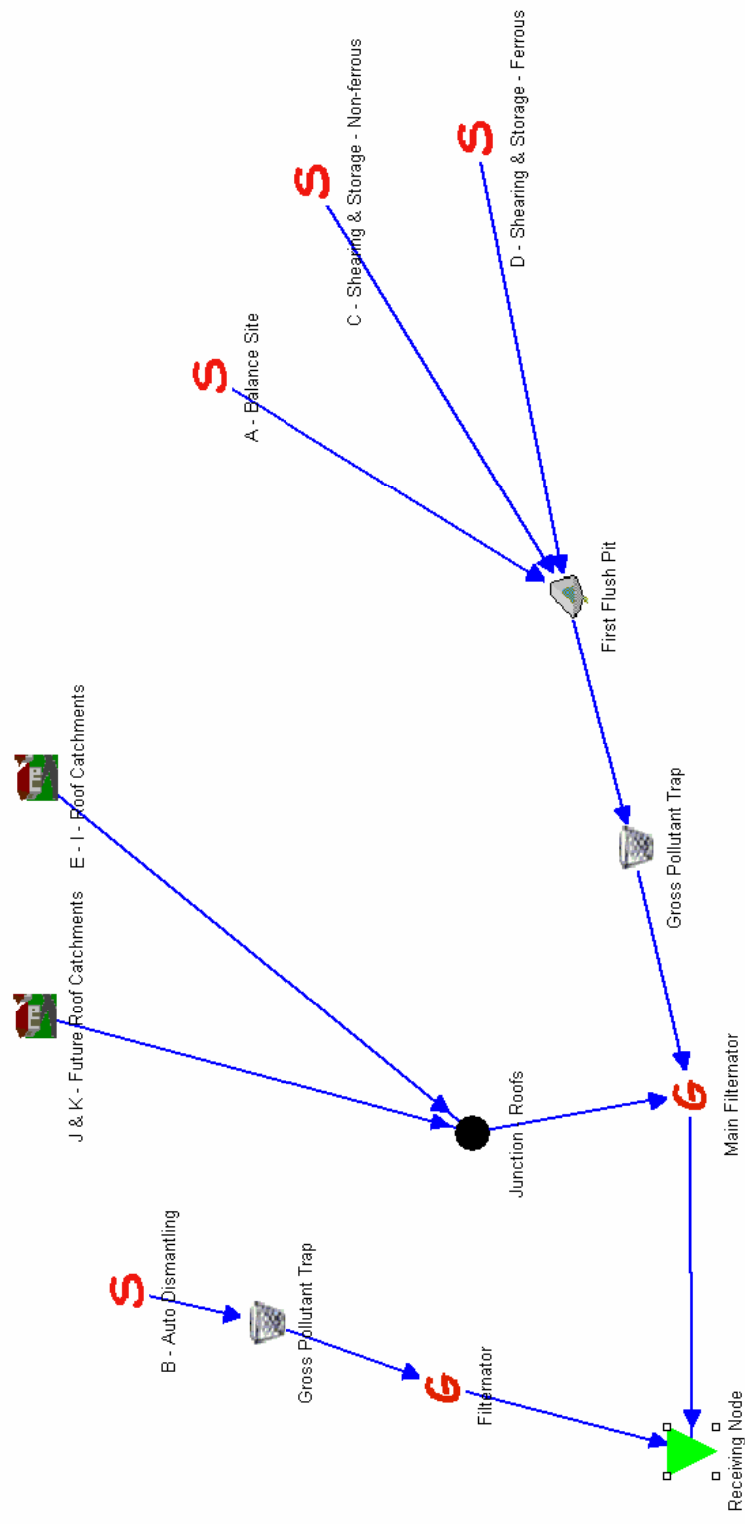 J & K - Future Roof Catchments
E - I - Roof Catchments
S
B - Auto Dismantling
S
A - Balance Site
Gross Pollutant Trap
S
C - Shearing & Storage - Non-ferrous
G
Filternator
S
D - Shearing & Storage - Ferrous
Junction - Roofs
First Flush Pit
Gross Pollutant Trap
G
Main Filternator
Receiving Node